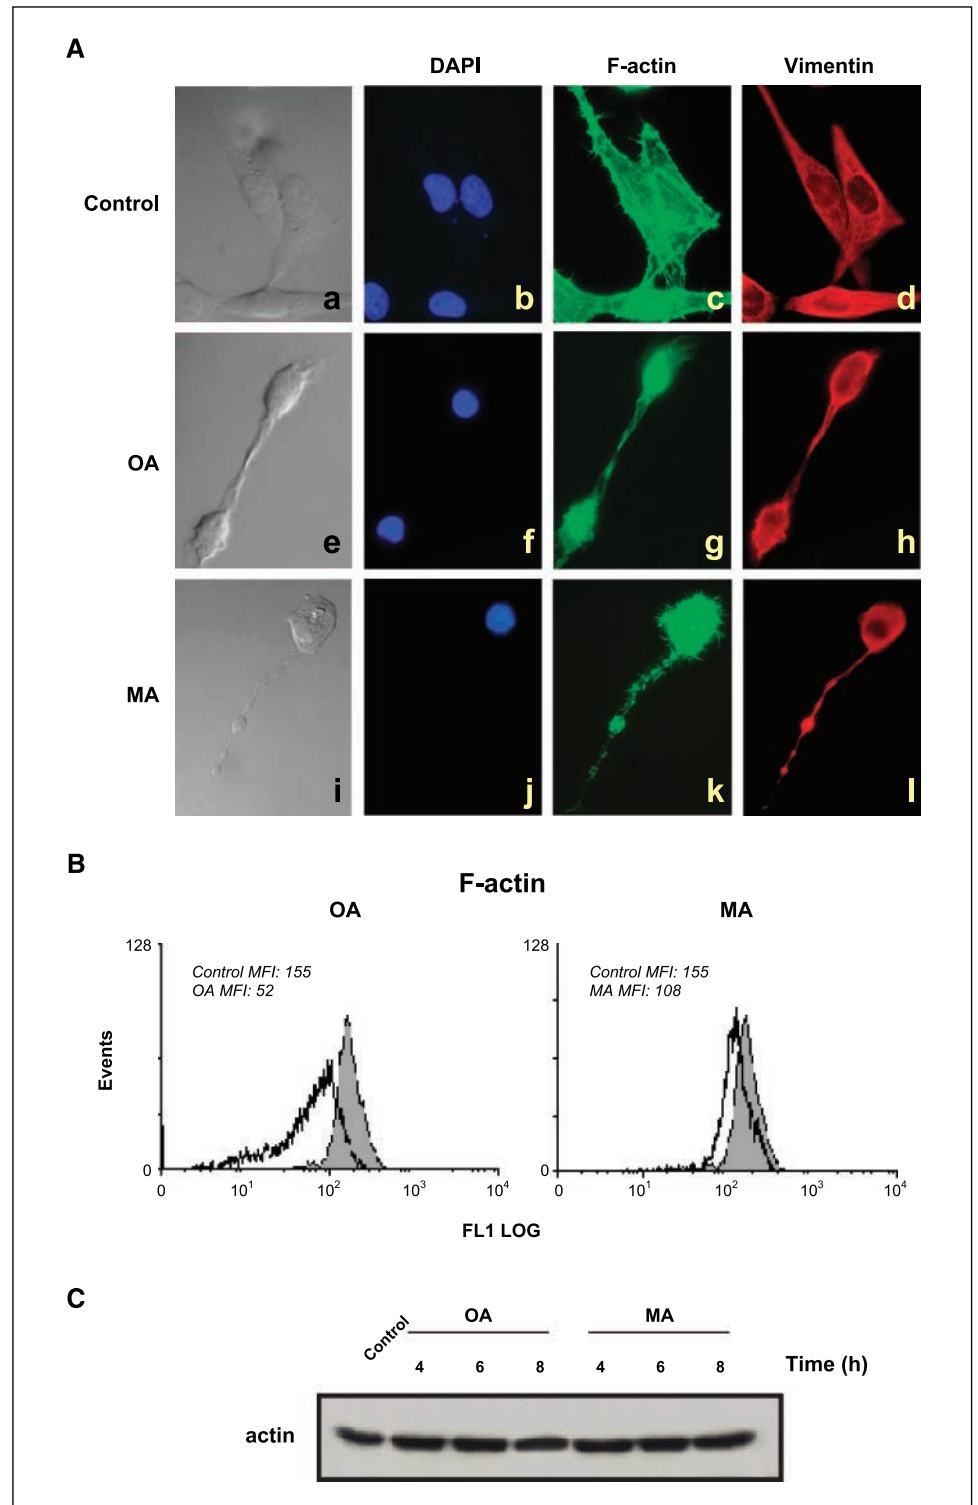 A
DAPI F-actin Vimentin
Control
a b c d
OA
e f g h
MA
i j k l
B
F-actin
OA MA
128 128
Control MFI: 155 Control MFI: 155
OA MFI: 52 MA MFI: 108
Events
0 0
0 10¹ 10² 10³ 10⁴ 0 10¹ 10² 10³ 10⁴
FL1 LOG
C
Control OA MA
4 6 8 4 6 8 Time (h)
actin